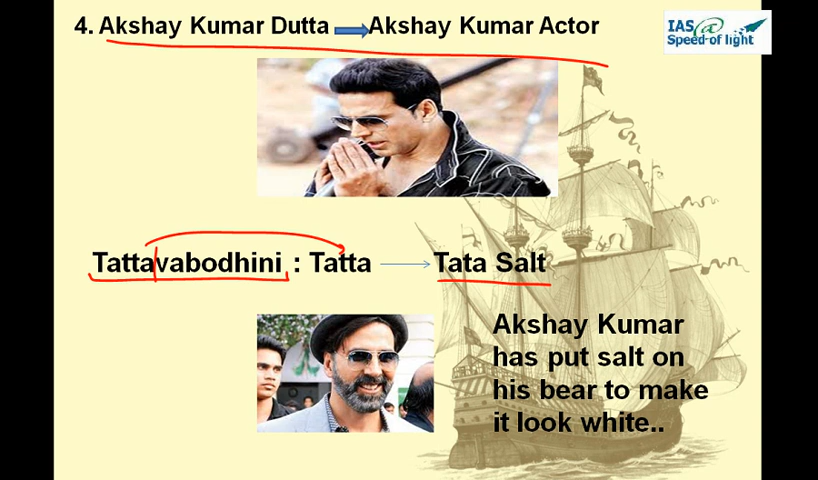 4. Akshay Kumar Dutta Akshay Kumar Actor
IAS@
Speed of light
Tattavabodhini : Tatta Tata Salt
Akshay Kumar
has put salt on
his bear to make
it look white..